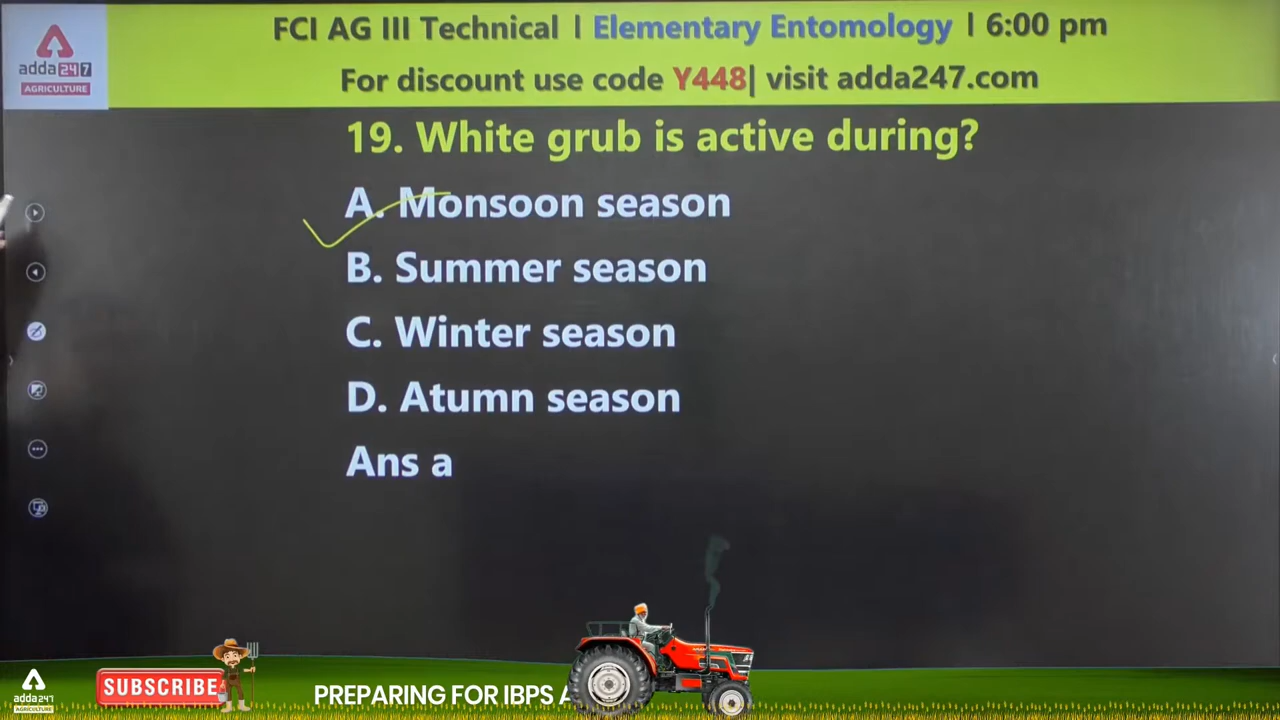 FCI AG III Technical I Elementary Entomology I 6:00 pm
For discount use code Y448| visit adda247.com
adda247
AGRICULTURE
19. White grub is active during?
A. Monsoon season
B. Summer season
C. Winter season
D. Atumn season
Ans a
adda247
AGRICULTURE
SUBSCRIBE
PREPARING FOR IBPS A